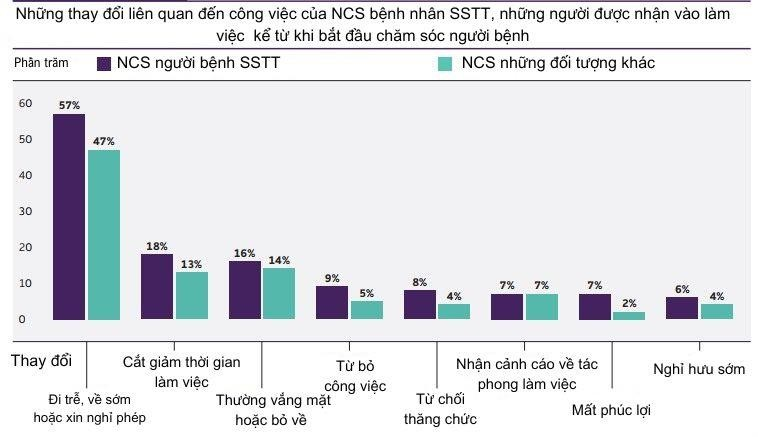 Những thay đổi liên quan đến công việc của NCS bệnh nhân SSTT, những người được nhận vào làm
việc kể từ khi bắt đầu chăm sóc người bệnh
Phần trăm
NCS người bệnh SSTT
NCS những đối tượng khác
60
50
40
30
20
10
0
57%
47%
18%
13%
16%
14%
9%
5%
8%
4%
7%
7%
7%
2%
6%
4%
Thay đổi
Đi trễ, về sớm
hoặc xin nghỉ phép
Cắt giảm thời gian
làm việc
Thường vắng mặt
hoặc bỏ về
Từ bỏ
công việc
Từ chối
thăng chức
Nhận cảnh cáo về tác
phong làm việc
Mất phúc lợi
Nghỉ hưu sớm